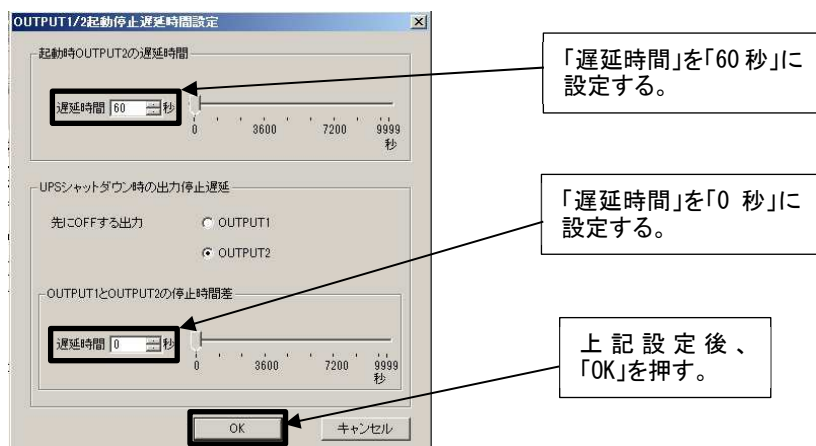 OUTPUT1/2起動停止遅延時間設定
起動時OUTPUT2の遅延時間
遅延時間 60 秒
0 3600 7200 9999
秒
「遅延時間」を「60 秒」に
設定する。
UPSシャットダウン時の出力停止遅延
先にOFFする出力 OUTPUT1
OUTPUT2
「遅延時間」を「0 秒」に
設定する。
OUTPUT1とOUTPUT2の停止時間差
遅延時間 0 秒
0 3600 7200 9999
秒
上記設定後、
「OK」を押す。
OK キャンセル